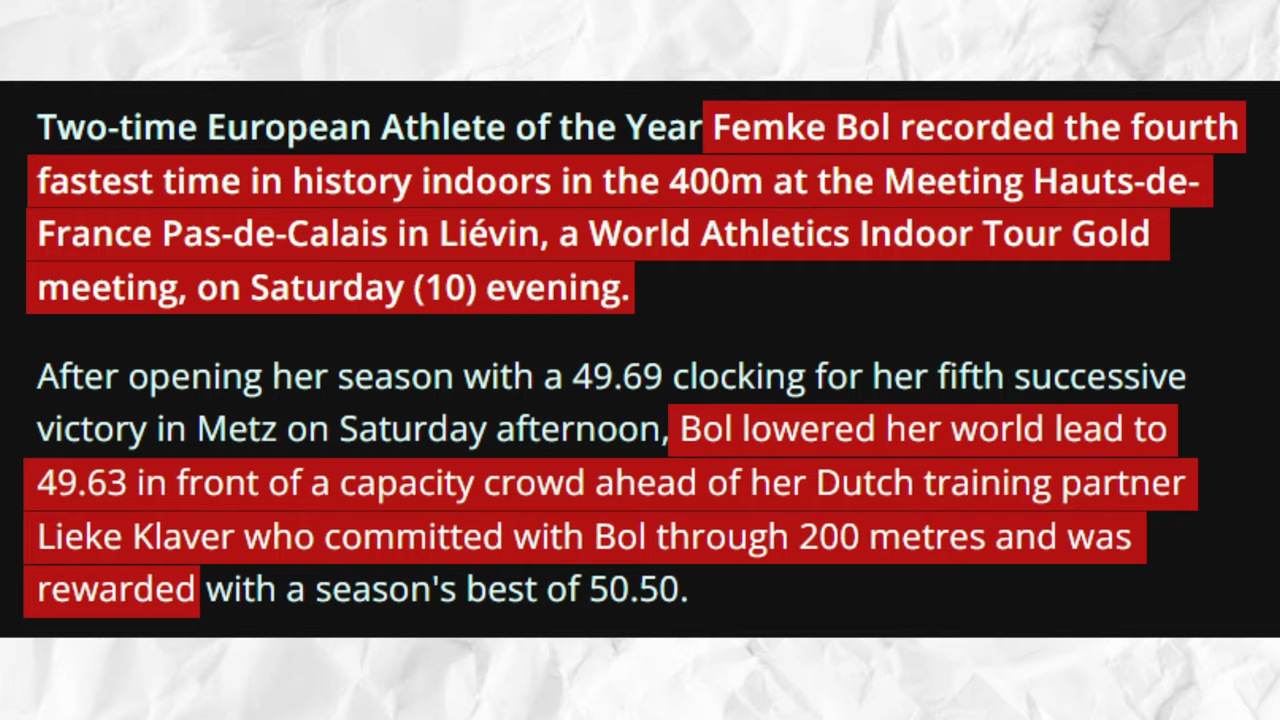 Two-time European Athlete of the Year Femke Bol recorded the fourth
fastest time in history indoors in the 400m at the Meeting Hauts-de-
France Pas-de-Calais in Liévin, a World Athletics Indoor Tour Gold
meeting, on Saturday (10) evening.
After opening her season with a 49.69 clocking for her fifth successive
victory in Metz on Saturday afternoon, Bol lowered her world lead to
49.63 in front of a capacity crowd ahead of her Dutch training partner
Lieke Klaver who committed with Bol through 200 metres and was
rewarded with a season's best of 50.50.